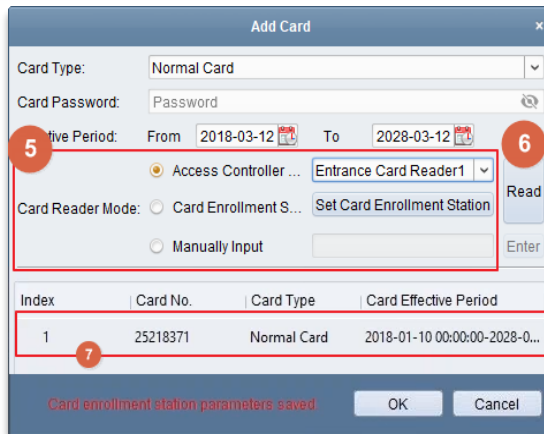 Add Card ×
Card Type: Normal Card
Card Password: Password
tive Period: From 2018-03-12 To 2028-03-12
5 6
Access Controller ... Entrance Card Reader1
Read
Card Reader Mode: Card Enrollment S... Set Card Enrollment Station
Manually Input Enter
Index Card No. Card Type Card Effective Period
1 25218371 Normal Card 2018-01-10 00:00:00-2028-0...
7
Card enrollment station parameters saved OK Cancel